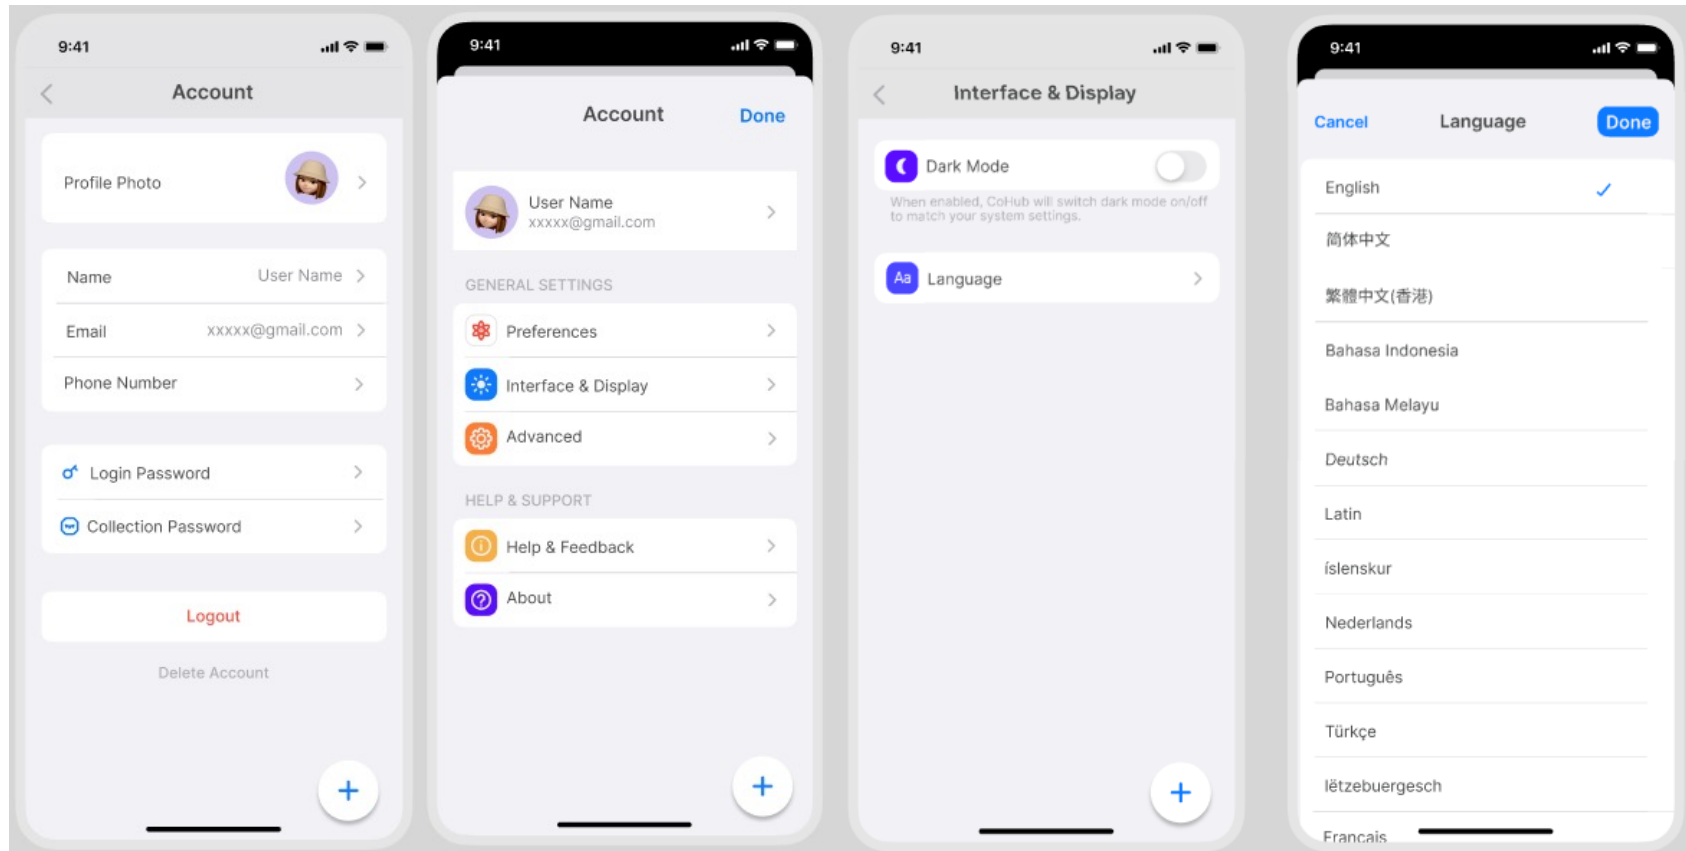 9:41
Account
Profile Photo
Name
User Name
Email
xxxxx@gmail.com
Phone Number
Login Password
Collection Password
Logout
Delete Account
9:41
Account
Done
User Name
xxxxx@gmail.com
GENERAL SETTINGS
Preferences
Interface & Display
Advanced
HELP & SUPPORT
Help & Feedback
About
9:41
Interface & Display
Dark Mode
When enabled, CoHub will switch dark mode on/off
to match your system settings.
Aa
Language
9:41
Cancel
Language
Done
English
简体中文
繁體中文(香港)
Bahasa Indonesia
Bahasa Melayu
Deutsch
Latin
íslenskur
Nederlands
Português
Türkçe
lëtzebuergesch
Français